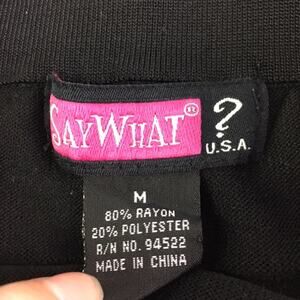 SAYWHAT® ?
U.S.A.
M
80% RAYON
20% POLYESTER
R/N NO. 94522
MADE IN CHINA